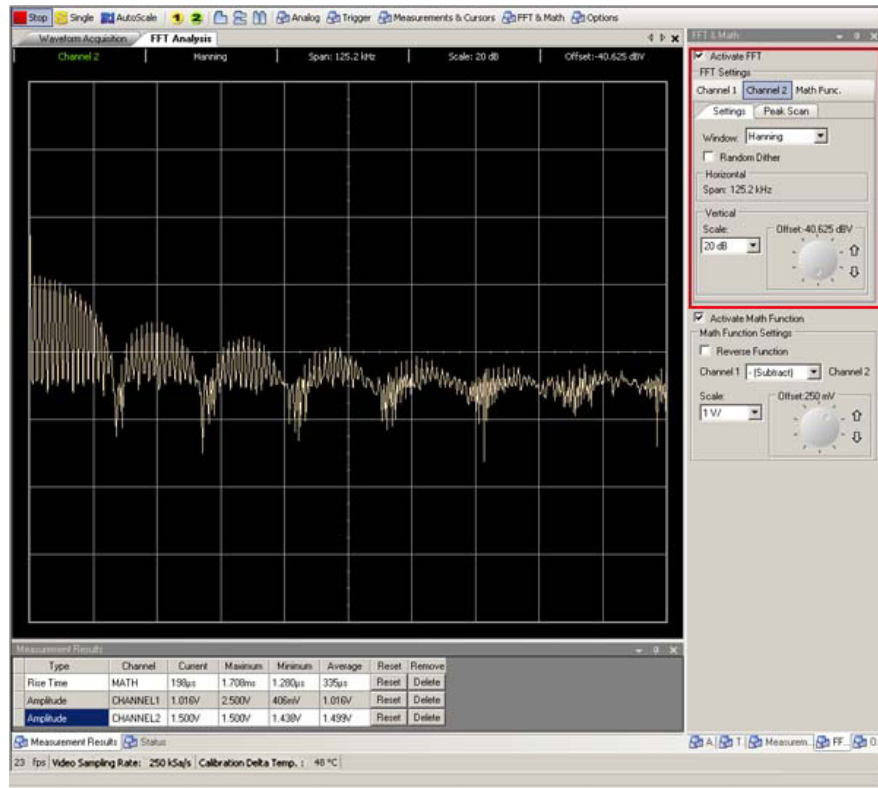 Stop Single AutoScale 1 2 Analog Trigger Measurements & Cursors FFT & Math Options
Waveform Acquisition FFT Analysis
Channel 2 Hanning Span: 125.2 kHz Scale: 20 dB Offset:-40.625 dBV
FFT & Math
Activate FFT
FFT Settings
Channel 1 Channel 2 Math Func.
Settings Peak Scan
Window: Hanning
Random Dither
Horizontal
Span: 125.2 kHz
Vertical
Scale: Offset:-40.625 dBV
20 dB
Activate Math Function
Math Function Settings
Reverse Function
Channel 1 - (Subtract) Channel 2
Scale: Offset:250 mV
1 V/
Measurement Results
Type Channel Current Maximum Minimum Average Reset Remove
Rise Time MATH 198µs 1.708ms 1.280µs 335µs Reset Delete
Amplitude CHANNEL1 1.016V 2.500V 406mV 1.016V Reset Delete
Amplitude CHANNEL2 1.500V 1.500V 1.438V 1.499V Reset Delete
Measurement Results Status
A. T. Measurem.. FF... O.
23 fps Video Sampling Rate: 250 kSa/s Calibration Delta Temp. : 48 °C